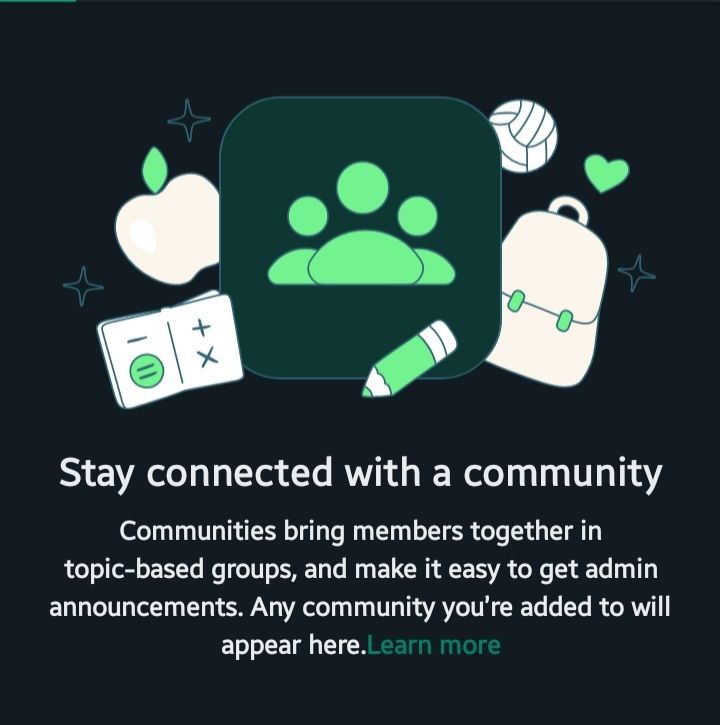 Stay connected with a community
Communities bring members together in
topic-based groups, and make it easy to get admin
announcements. Any community you're added to will
appear here.Learn more